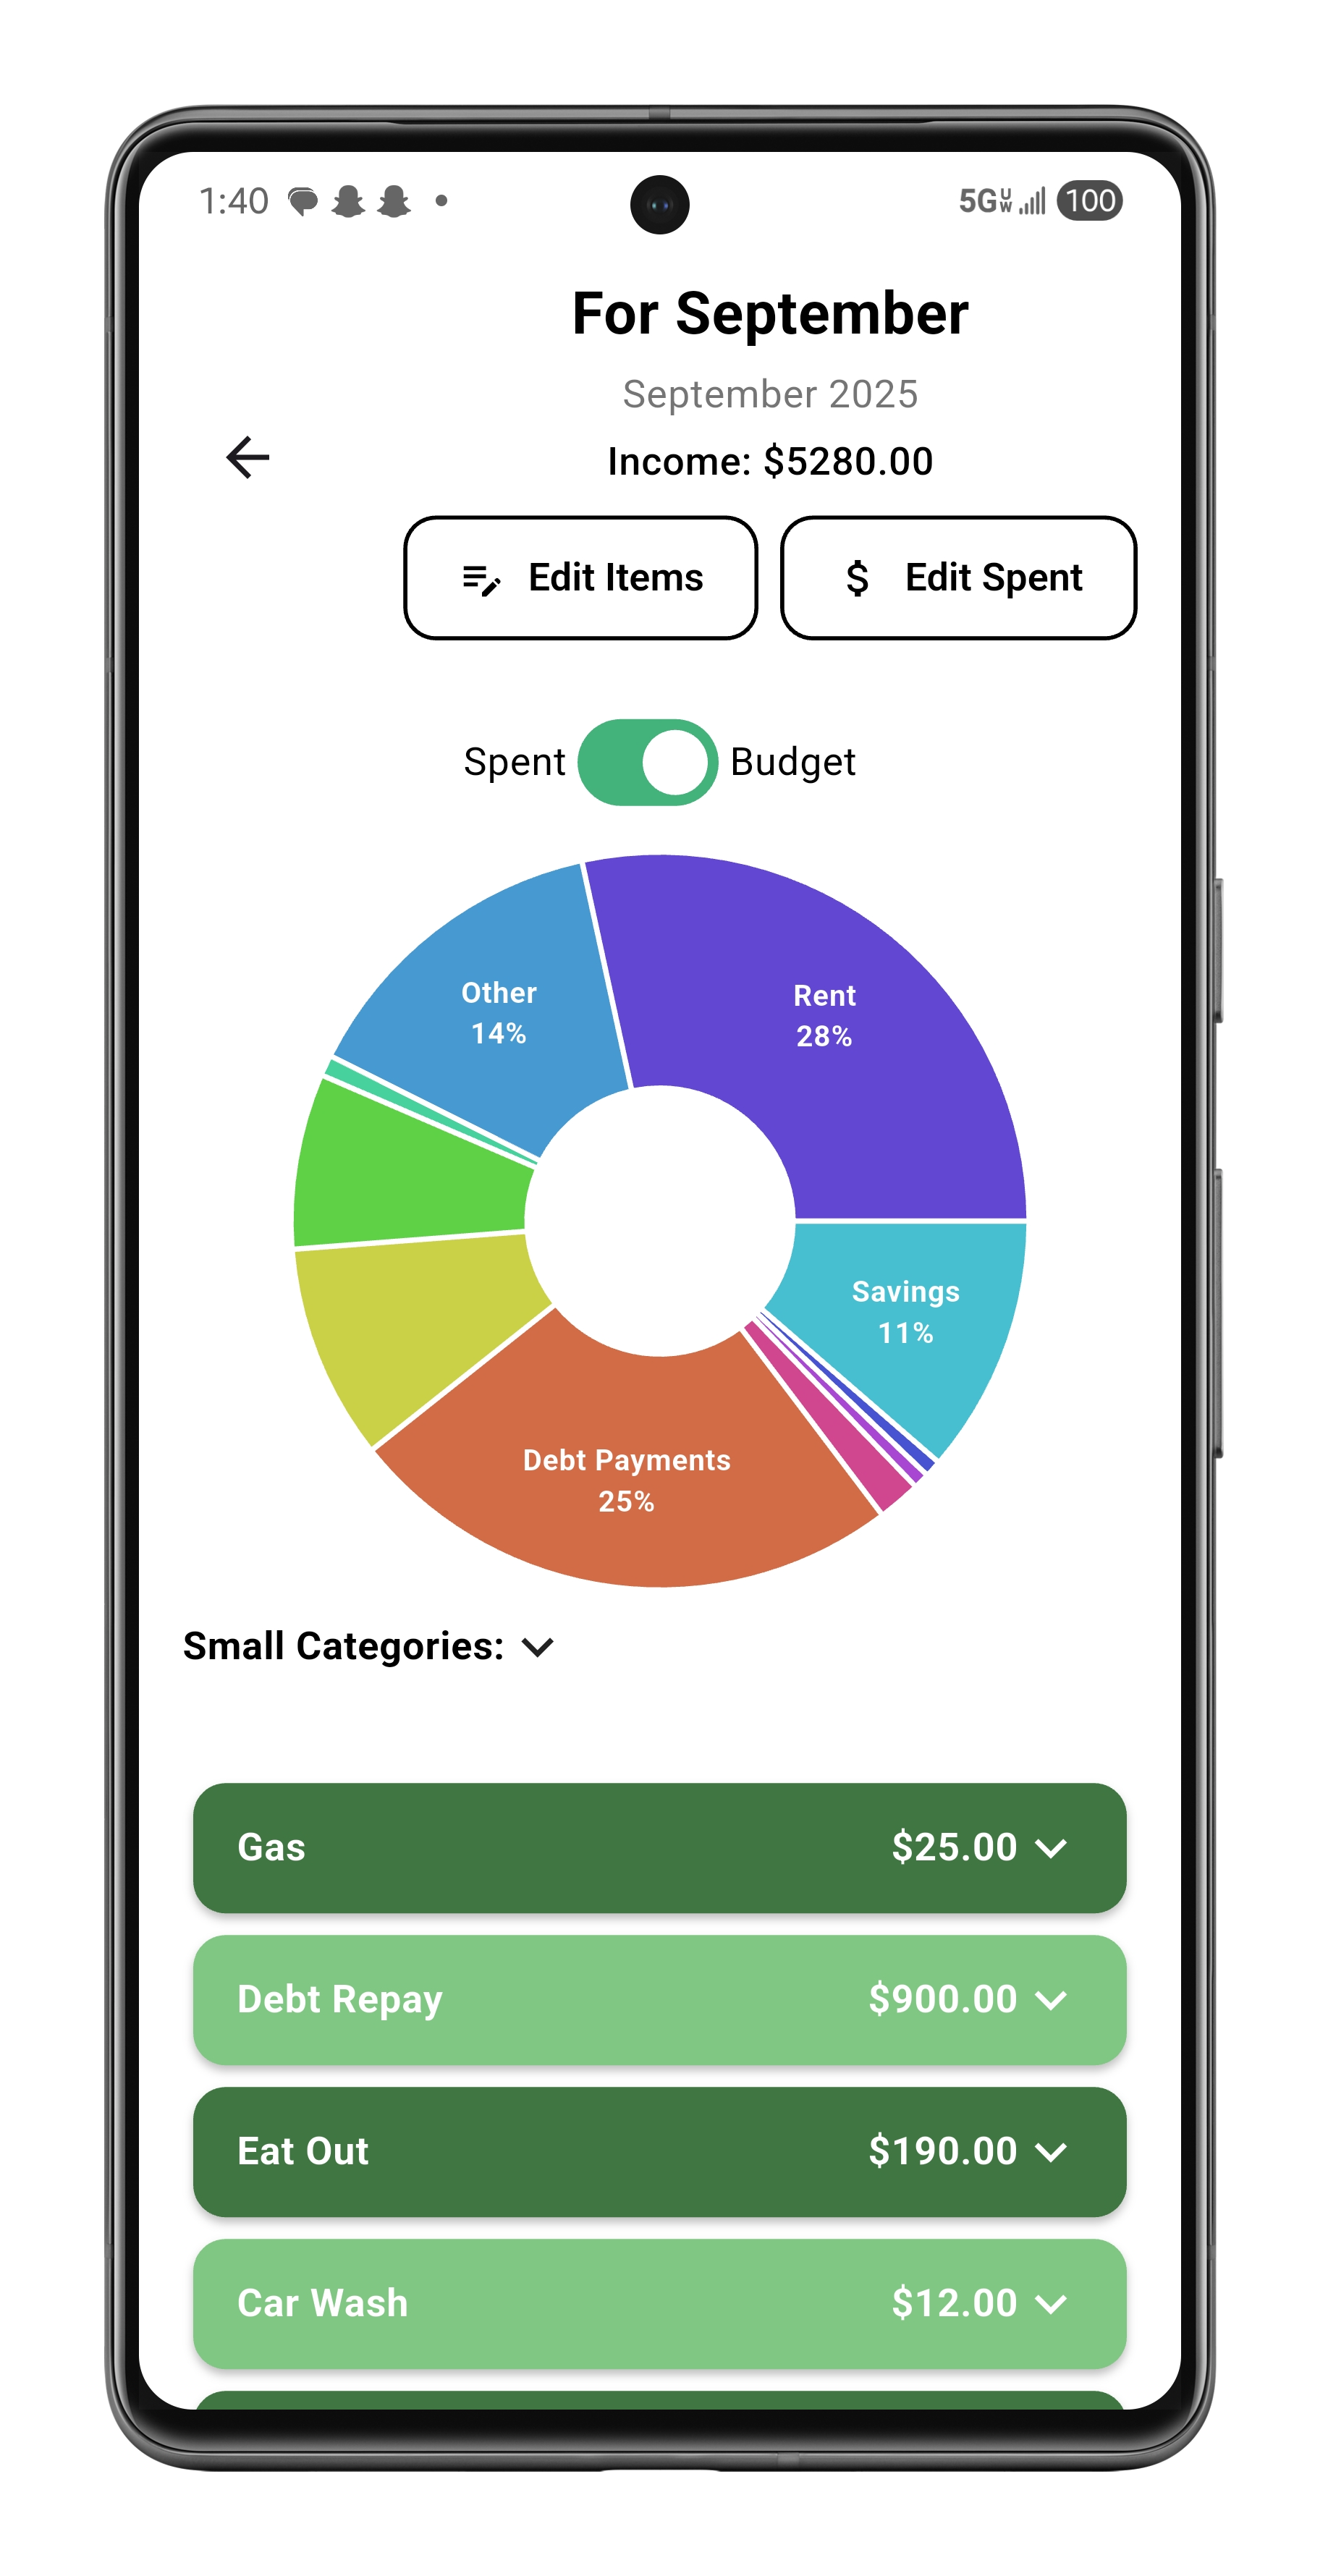 1:40
5G UW 100
For September
September 2025
Income: $5280.00
Edit Items
$ Edit Spent
Spent Budget
Other
14%
Rent
28%
Savings
11%
Debt Payments
25%
Small Categories:
Gas $25.00
Debt Repay $900.00
Eat Out $190.00
Car Wash $12.00